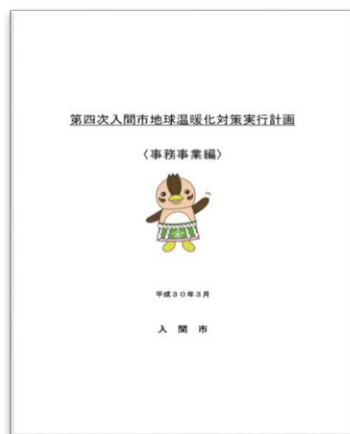 第四次入間市地球温暖化対策実行計画
〈事務事業編〉
平成30年3月
入間市